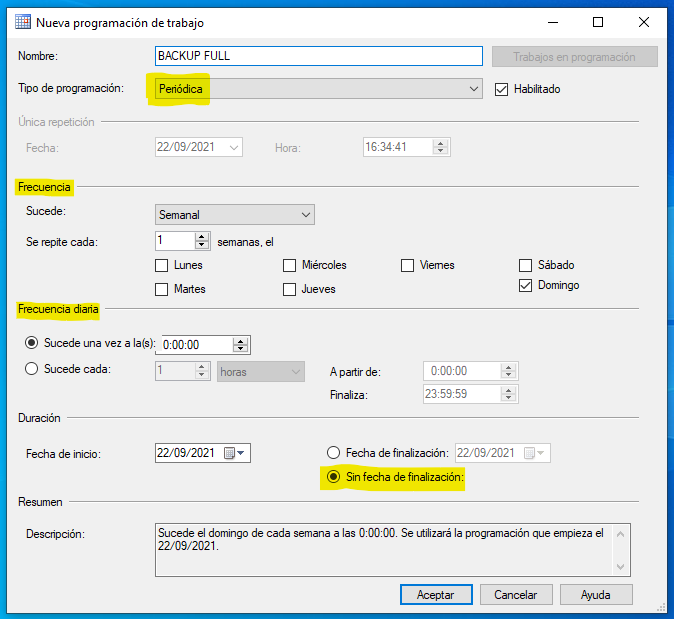 Nueva programación de trabajo
Nombre: BACKUP FULL Trabajos en programación
Tipo de programación: Periódica Habilitado
Única repetición
Fecha: 22/09/2021 Hora: 16:34:41
Frecuencia
Sucede: Semanal
Se repite cada: 1 semanas, el
Lunes Miércoles Viernes Sábado
Martes Jueves Domingo
Frecuencia diaria
Sucede una vez a la(s): 0:00:00
Sucede cada: 1 horas A partir de: 0:00:00
Finaliza: 23:59:59
Duración
Fecha de inicio: 22/09/2021 Fecha de finalización: 22/09/2021
Sin fecha de finalización:
Resumen
Descripción: Sucede el domingo de cada semana a las 0:00:00. Se utilizará la programación que empieza el
22/09/2021.
Aceptar Cancelar Ayuda